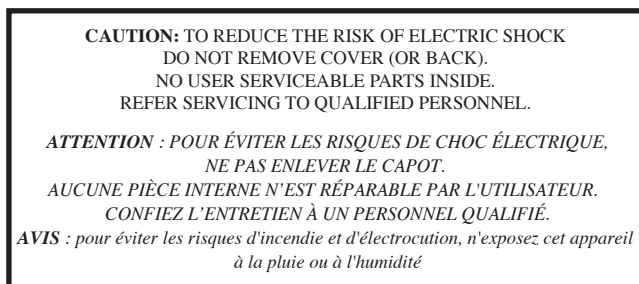 CAUTION: TO REDUCE THE RISK OF ELECTRIC SHOCK
DO NOT REMOVE COVER (OR BACK).
NO USER SERVICEABLE PARTS INSIDE.
REFER SERVICING TO QUALIFIED PERSONNEL.
ATTENTION : POUR ÉVITER LES RISQUES DE CHOC ÉLECTRIQUE,
NE PAS ENLEVER LE CAPOT.
AUCUNE PIÈCE INTERNE N’EST RÉPARABLE PAR L'UTILISATEUR.
CONFIEZ L’ENTRETIEN À UN PERSONNEL QUALIFIÉ.
AVIS : pour éviter les risques d'incendie et d'électrocution, n'exposez cet appareil
à la pluie ou à l'humidité